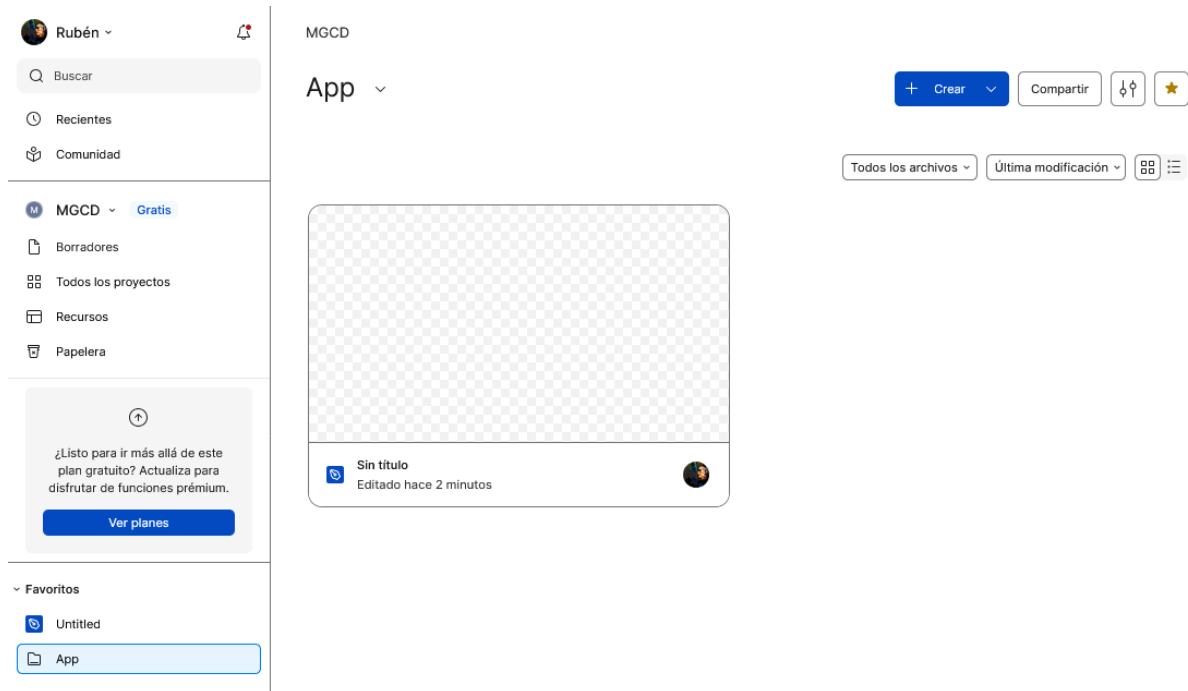 Rubén
Buscar
Recientes
Comunidad
M MGCD Gratis
Borradores
Todos los proyectos
Recursos
Papelera
¿Listo para ir más allá de este
plan gratuito? Actualiza para
disfrutar de funciones prémium.
Ver planes
Favoritos
Untitled
App
MGCD
App
Crear Compartir
Todos los archivos Última modificación
Sin título
Editado hace 2 minutos